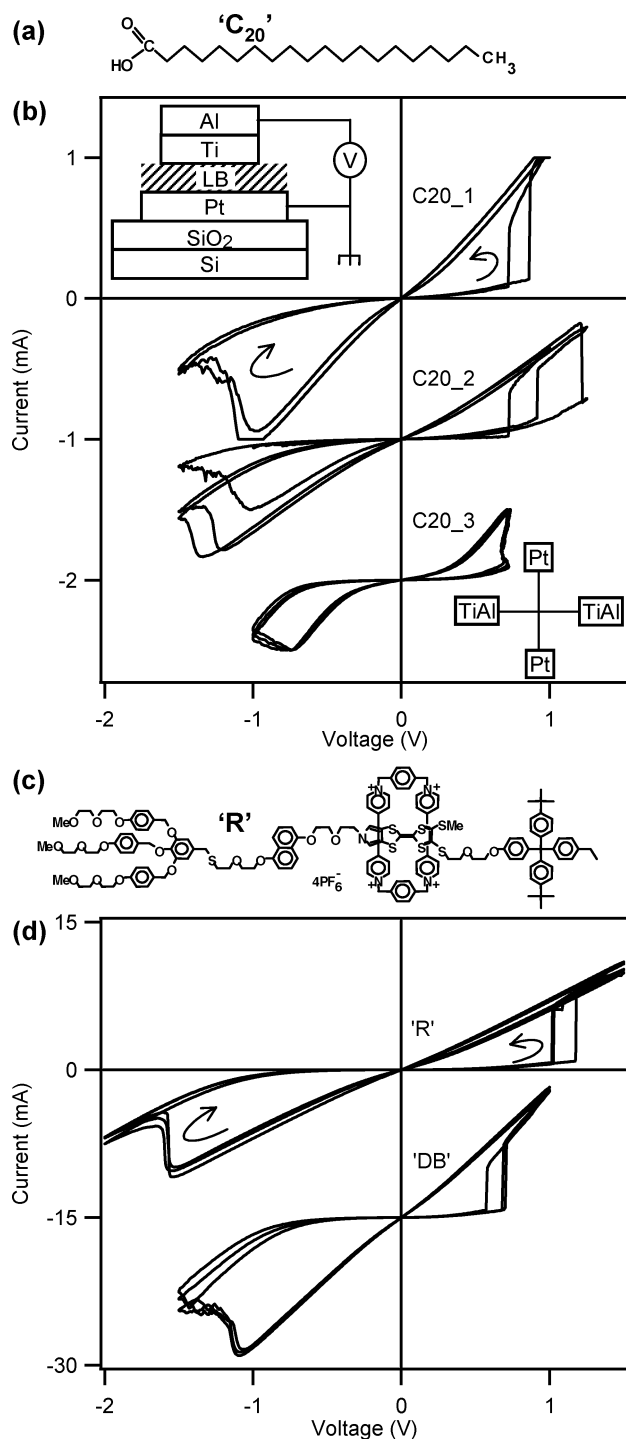 (a)
'C20'
O
HO
C
CH3
(b)
Al
Ti
LB
Pt
SiO2
Si
V
C20_1
C20_2
C20_3
Pt
TiAl
TiAl
Pt
1
0
-1
-2
Current (mA)
-2
-1
0
1
Voltage (V)
(c)
'R'
MeO O O
MeO O O O
MeO O O
O
O
O
S O O
O O N
S S S SMe
S S S O O
N+ N+
N+ N+
4PF6-
(d)
15
0
-15
-30
Current (mA)
'R'
'DB'
-2
-1
0
1
Voltage (V)